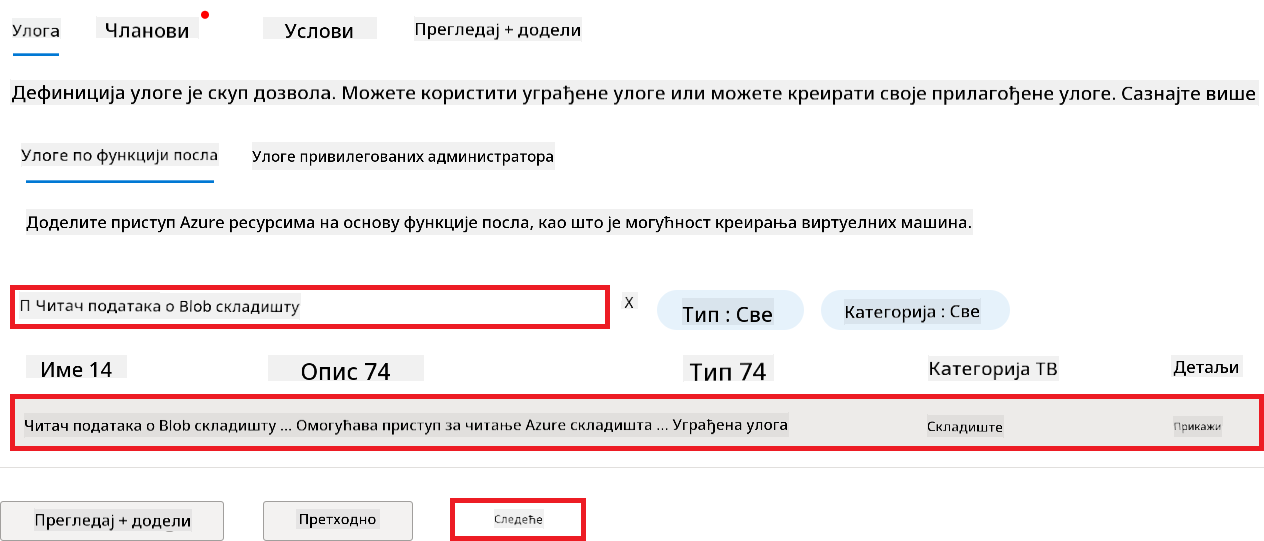 Улога Чланови Услови Прегледај + додели
Дефиниција улоге је скуп дозвола. Можете користити уграђене улоге или можете креирати своје прилагођене улоге. Сазнајте више
Улоге по функцији посла Улоге привилегованих администратора
Доделите приступ Azure ресурсима на основу функције посла, као што је могућност креирања виртуелних машина.
П Читач података о Blob складишту X Тип : Све Категорија : Све
Име 14 Опис 74 Тип 74 Категорија ТВ Детаљи
Читач података о Blob складишту ... Омогућава приступ за читање Azure складишта ... Уграђена улога Складиште Прикажи
Прегледај + додели Претходно Следеће